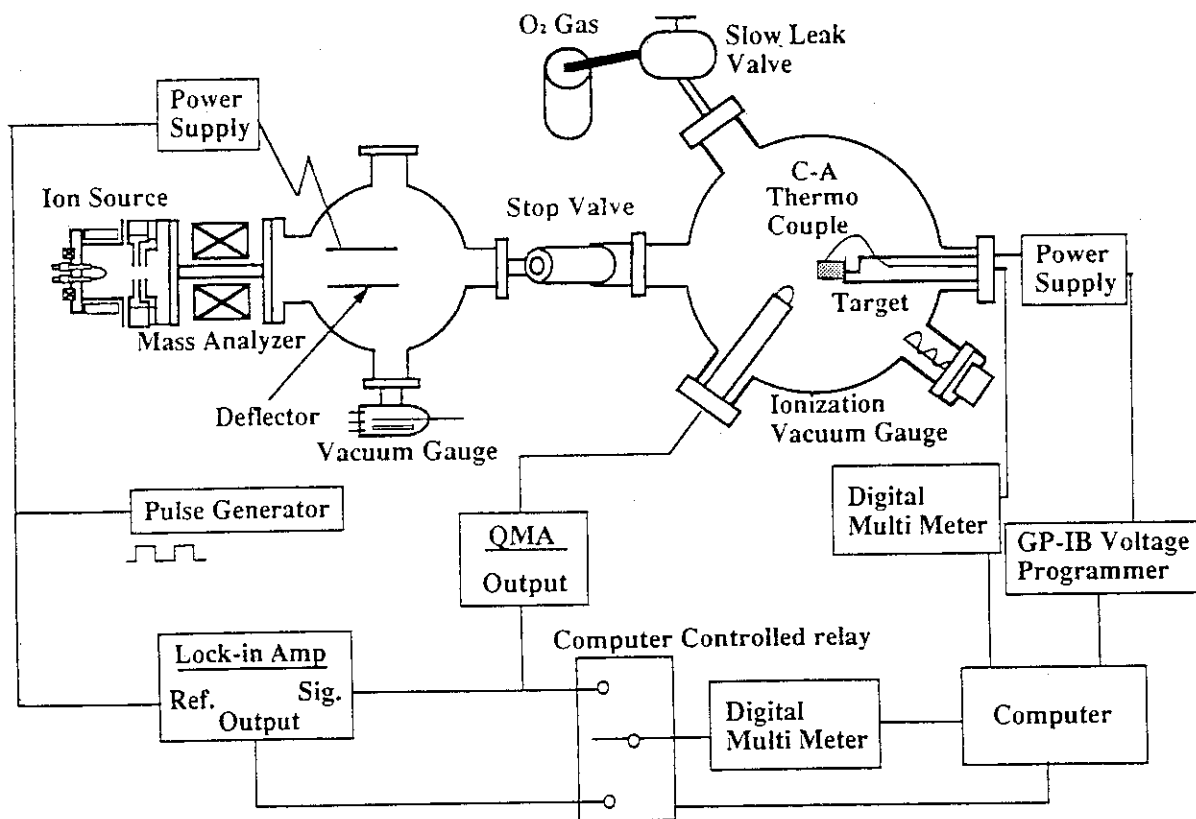 O₂ Gas
Slow Leak
Valve
Power
Supply
Ion Source
C-A
Thermo
Couple
Stop Valve
Power
Supply
Target
Mass Analyzer
Deflector
Vacuum Gauge
Ionization
Vacuum Gauge
Pulse Generator
QMA
Output
Digital
Multi Meter
GP-IB Voltage
Programmer
Computer Controlled relay
Lock-in Amp
Ref.
Sig.
Output
Digital
Multi Meter
Computer